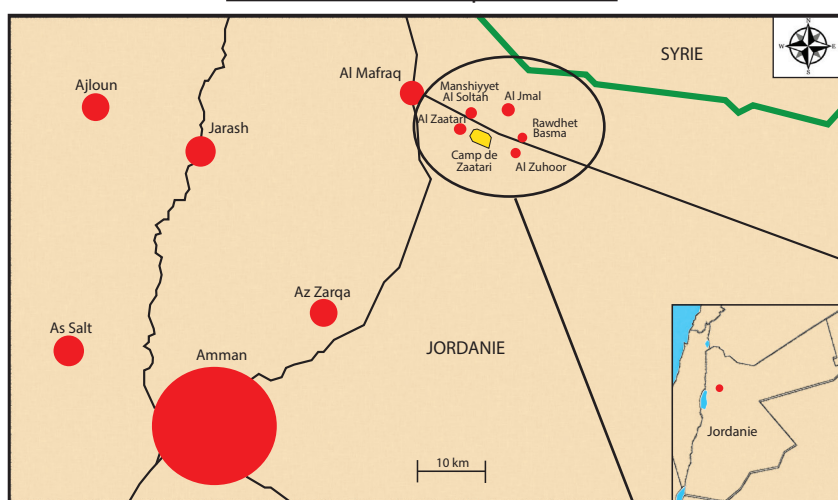 N
W
E
S
SYRIE
Ajloun
Al Mafraq
Manshiyyet
Al Soltan
Al Jmal
Jarash
Al Zaatari
Rawdhet
Basma
Camp de
Zaatari
Al Zuhoor
Az Zarqa
As Salt
Amman
JORDANIE
10 km
Jordanie